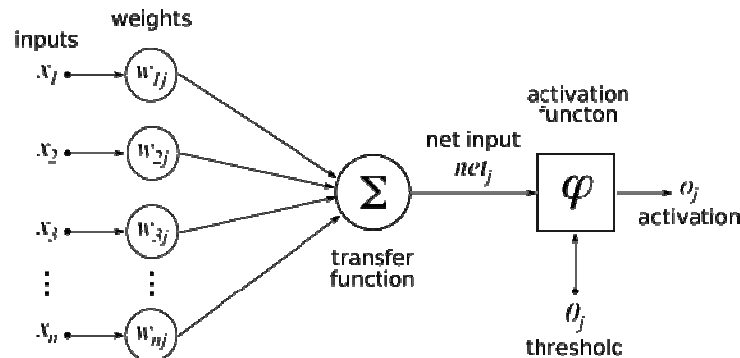 weights
inputs
x1 w1j
activation
functon
x2 w2j
net input
netj
Σ φ oj
activation
x3 w3j
transfer
function
⋮ ⋮
θj
xn wnj
threshold